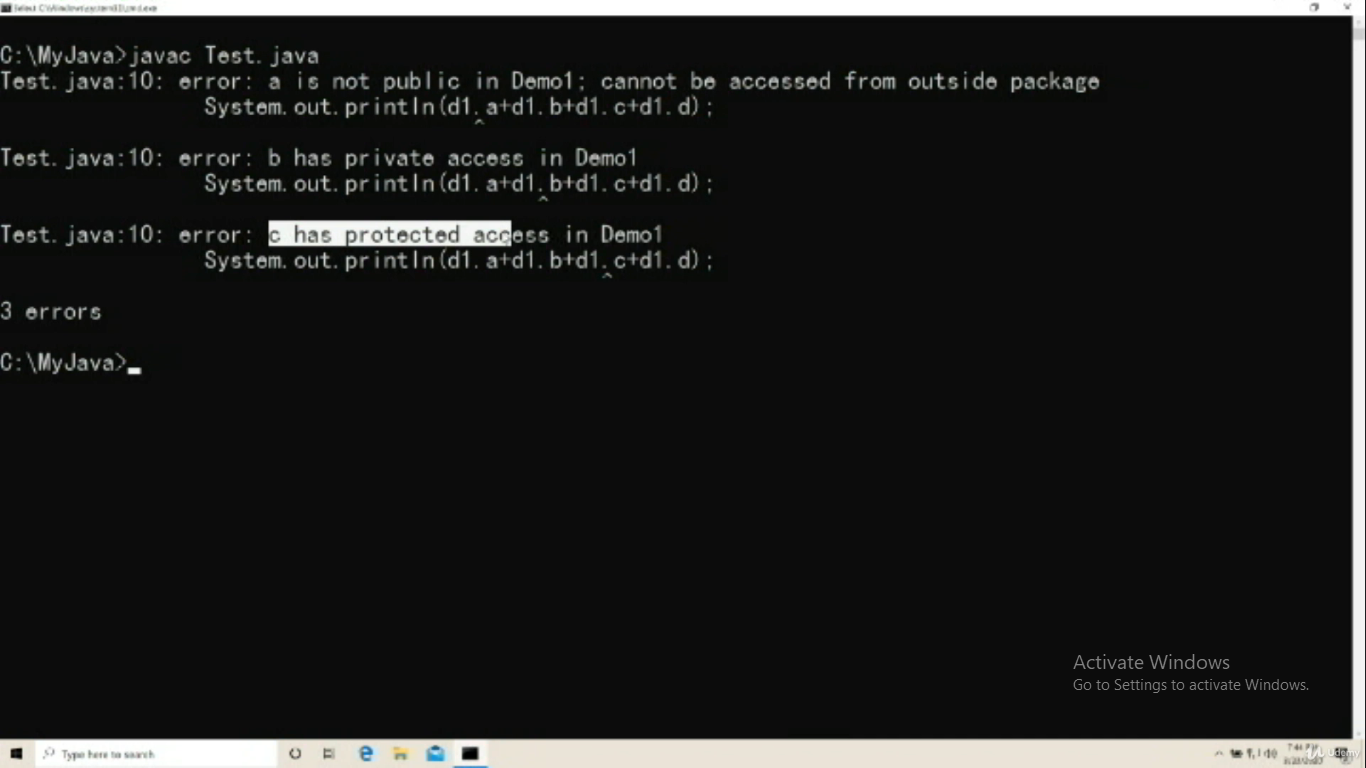 Select C:\Windows\system32\cmd.exe
C:\MyJava>javac Test.java
Test.java:10: error: a is not public in Demo1; cannot be accessed from outside package
System.out.println(d1.a+d1.b+d1.c+d1.d);
^
Test.java:10: error: b has private access in Demo1
System.out.println(d1.a+d1.b+d1.c+d1.d);
^
Test.java:10: error: c has protected access in Demo1
System.out.println(d1.a+d1.b+d1.c+d1.d);
^
3 errors
C:\MyJava>
Activate Windows
Go to Settings to activate Windows.
Type here to search
Udemy